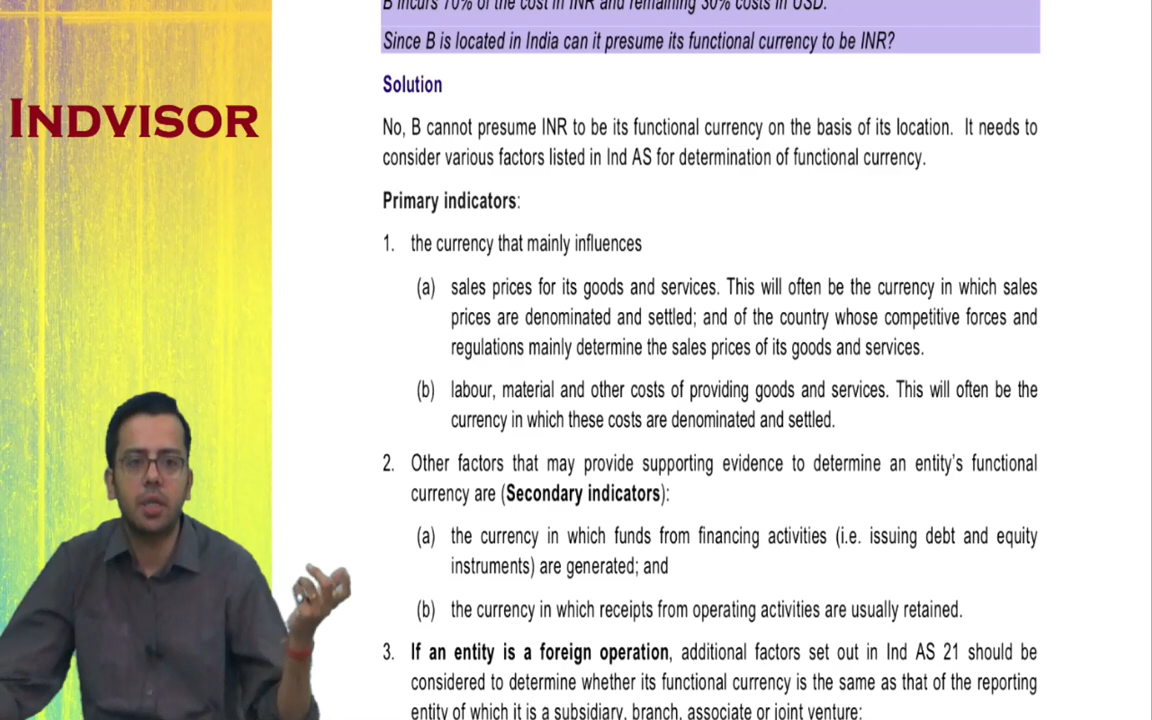 B incurs 70% of the cost in INR and remaining 30% costs in USD.
Since B is located in India can it presume its functional currency to be INR?
INDVISOR
Solution
No, B cannot presume INR to be its functional currency on the basis of its location. It needs to
consider various factors listed in Ind AS for determination of functional currency.
Primary indicators:
1. the currency that mainly influences
(a) sales prices for its goods and services. This will often be the currency in which sales
prices are denominated and settled; and of the country whose competitive forces and
regulations mainly determine the sales prices of its goods and services.
(b) labour, material and other costs of providing goods and services. This will often be the
currency in which these costs are denominated and settled.
2. Other factors that may provide supporting evidence to determine an entity's functional
currency are (Secondary indicators):
(a) the currency in which funds from financing activities (i.e. issuing debt and equity
instruments) are generated; and
(b) the currency in which receipts from operating activities are usually retained.
3. If an entity is a foreign operation, additional factors set out in Ind AS 21 should be
considered to determine whether its functional currency is the same as that of the reporting
entity of which it is a subsidiary, branch, associate or joint venture: